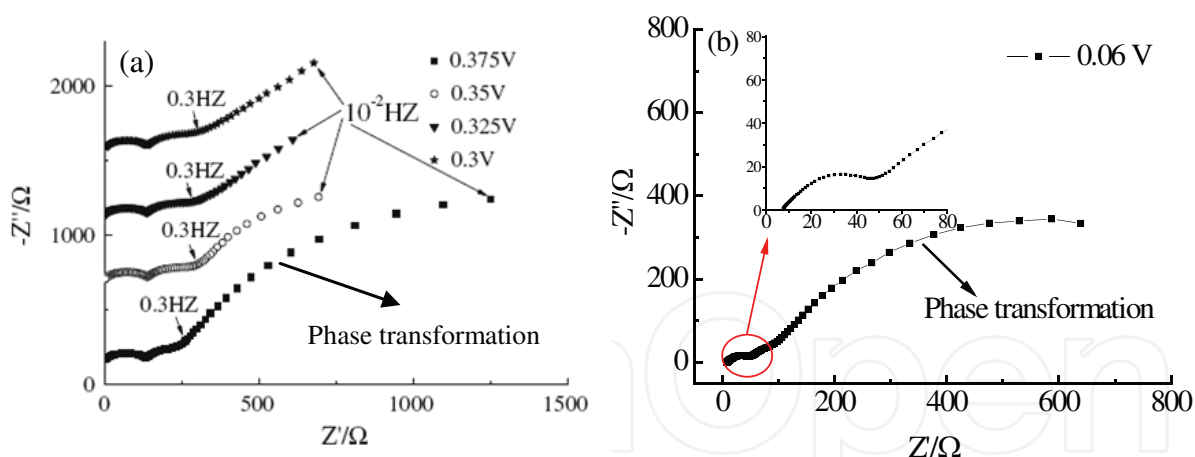 (a)
0.375V
0.35V
0.325V
0.3V
0.3HZ
10⁻²HZ
0.3HZ
0.3HZ
0.3HZ
Phase transformation
-Z''/Ω
2000
1000
0
0
500
1000
1500
Z'/Ω
(b)
0.06 V
80
60
40
20
0
0
20
40
60
80
Phase transformation
-Z''/Ω
800
600
400
200
0
0
200
400
600
800
Z'/Ω